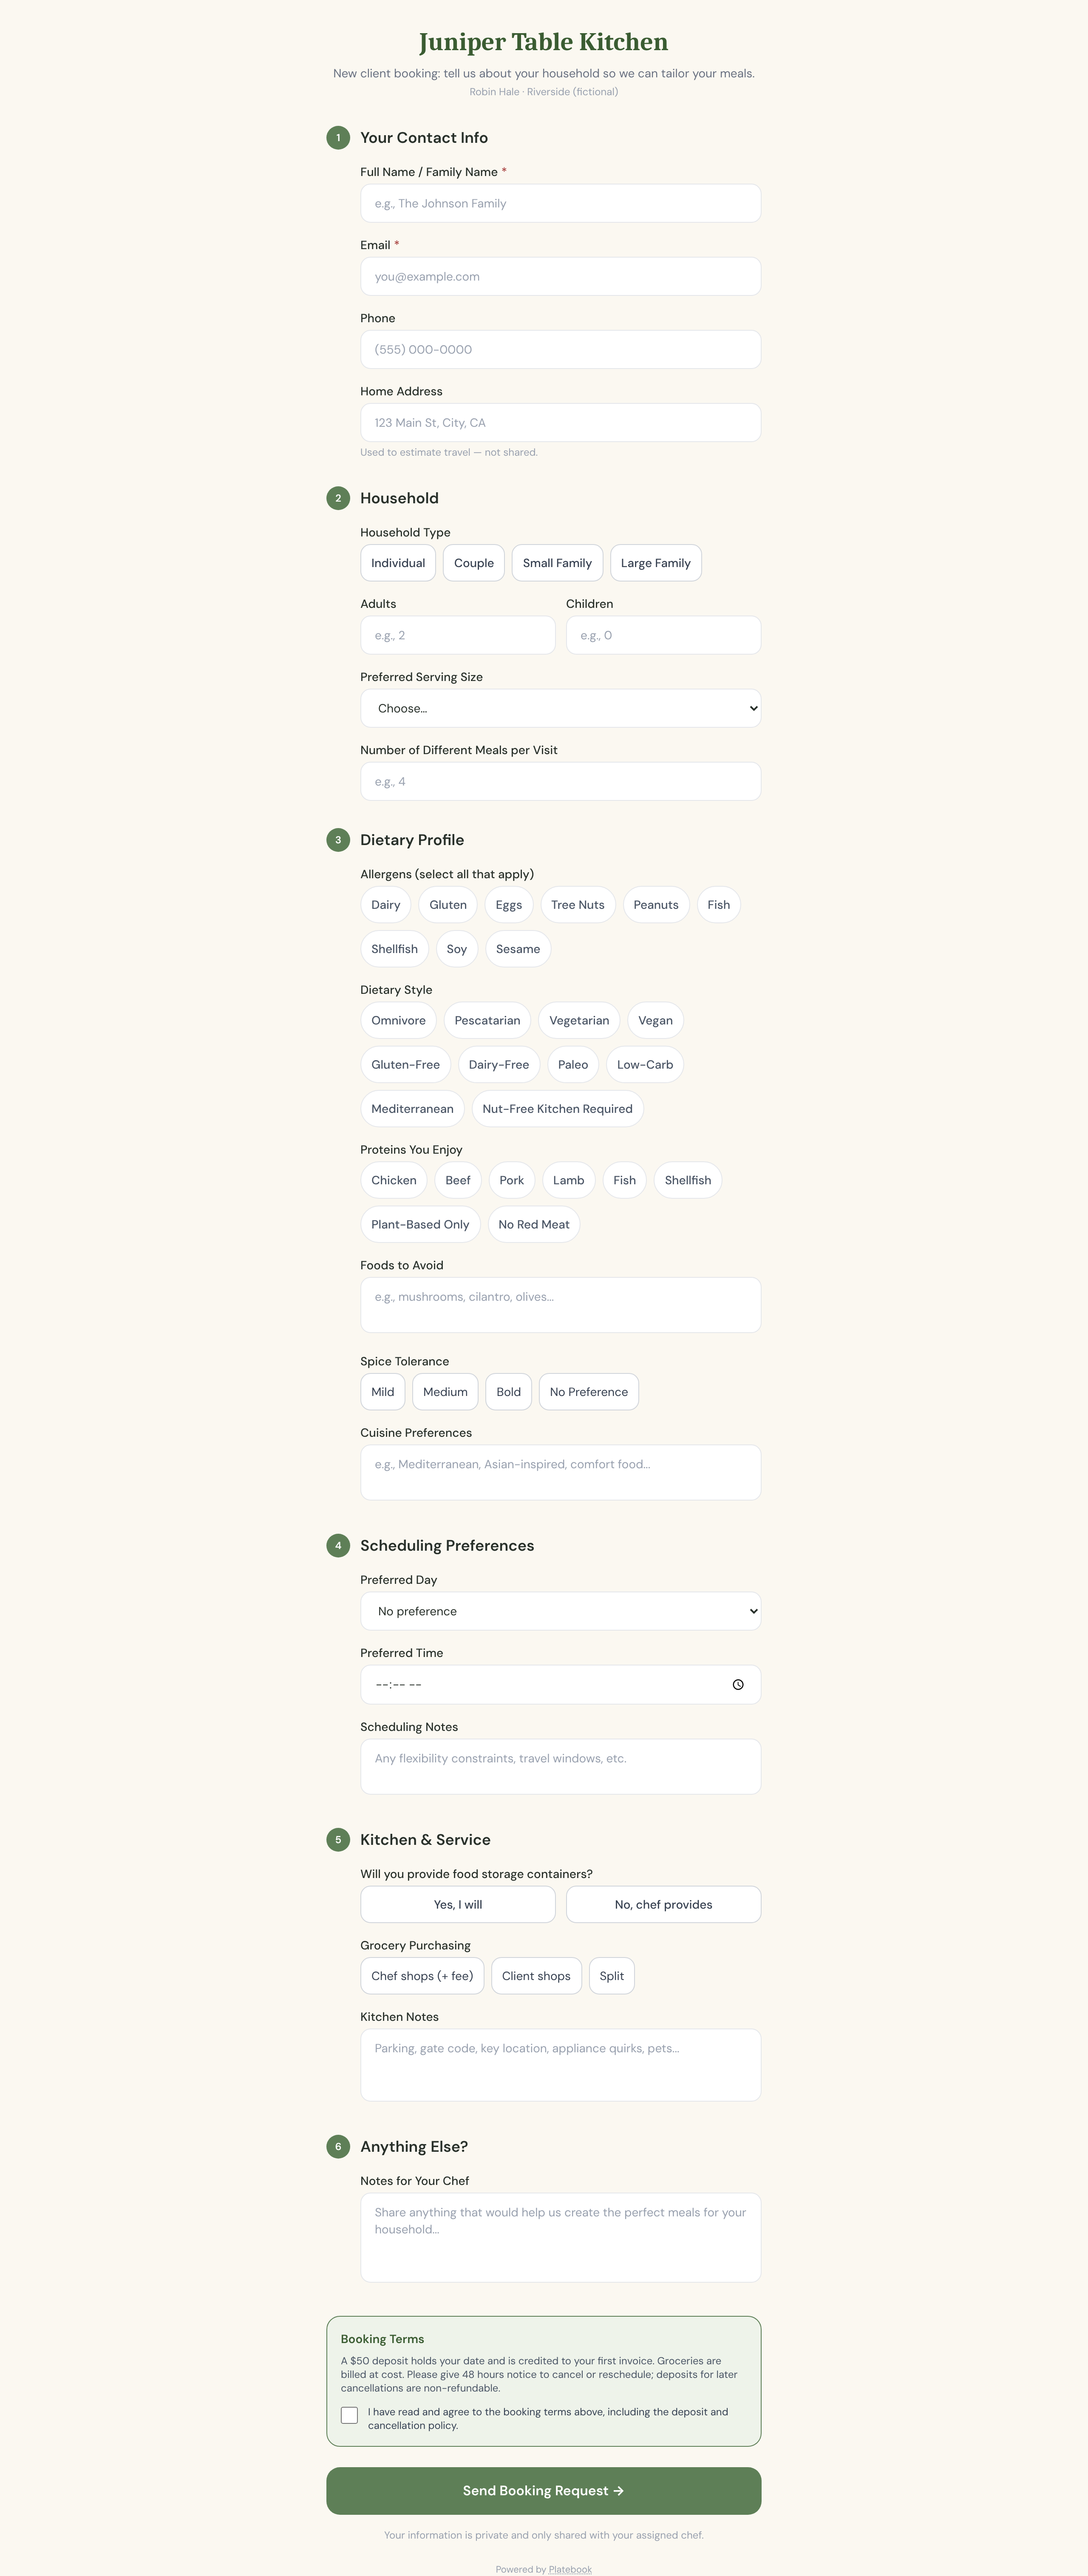 Juniper Table Kitchen
New client booking: tell us about your household so we can tailor your meals.
Robin Hale · Riverside (fictional)
1 Your Contact Info
Full Name / Family Name *
e.g., The Johnson Family
Email *
you@example.com
Phone
(555) 000-0000
Home Address
123 Main St, City, CA
Used to estimate travel — not shared.
2 Household
Household Type
Individual Couple Small Family Large Family
Adults Children
e.g., 2 e.g., 0
Preferred Serving Size
Choose...
Number of Different Meals per Visit
e.g., 4
3 Dietary Profile
Allergens (select all that apply)
Dairy Gluten Eggs Tree Nuts Peanuts Fish
Shellfish Soy Sesame
Dietary Style
Omnivore Pescatarian Vegetarian Vegan
Gluten-Free Dairy-Free Paleo Low-Carb
Mediterranean Nut-Free Kitchen Required
Proteins You Enjoy
Chicken Beef Pork Lamb Fish Shellfish
Plant-Based Only No Red Meat
Foods to Avoid
e.g., mushrooms, cilantro, olives...
Spice Tolerance
Mild Medium Bold No Preference
Cuisine Preferences
e.g., Mediterranean, Asian-inspired, comfort food...
4 Scheduling Preferences
Preferred Day
No preference
Preferred Time
--:-- --
Scheduling Notes
Any flexibility constraints, travel windows, etc.
5 Kitchen & Service
Will you provide food storage containers?
Yes, I will No, chef provides
Grocery Purchasing
Chef shops (+ fee) Client shops Split
Kitchen Notes
Parking, gate code, key location, appliance quirks, pets...
6 Anything Else?
Notes for Your Chef
Share anything that would help us create the perfect meals for your
household...
Booking Terms
A $50 deposit holds your date and is credited to your first invoice. Groceries are
billed at cost. Please give 48 hours notice to cancel or reschedule; deposits for later
cancellations are non-refundable.
I have read and agree to the booking terms above, including the deposit and
cancellation policy.
Send Booking Request →
Your information is private and only shared with your assigned chef.
Powered by Platebook